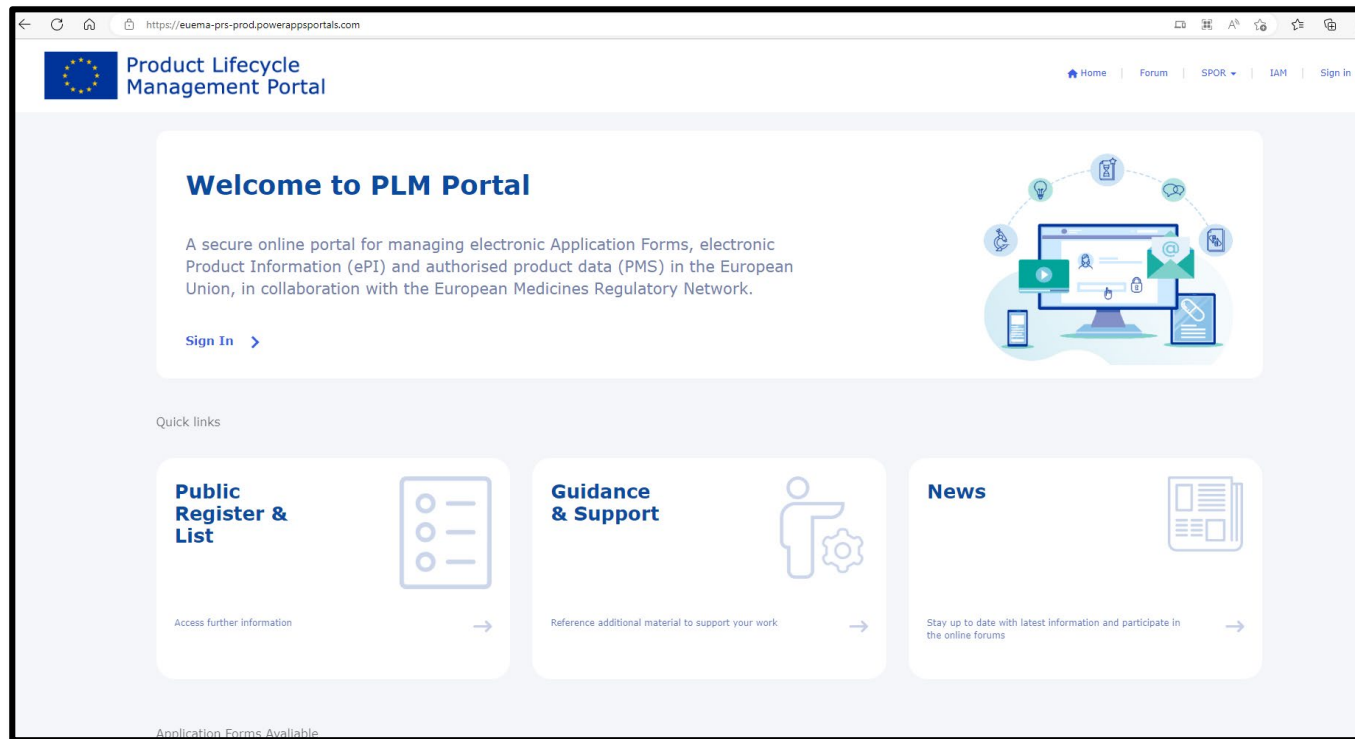 https://euema-prs-prod.powerappsportals.com
Product Lifecycle
Management Portal
Home | Forum | SPOR | IAM Sign in
Welcome to PLM Portal
A secure online portal for managing electronic Application Forms, electronic
Product Information (ePI) and authorised product data (PMS) in the European
Union, in collaboration with the European Medicines Regulatory Network.
Sign In
Quick links
Public
Register &
List
Access further information
Guidance
& Support
Reference additional material to support your work
News
Stay up to date with latest information and participate in
the online forums
Application Forms Avaliable